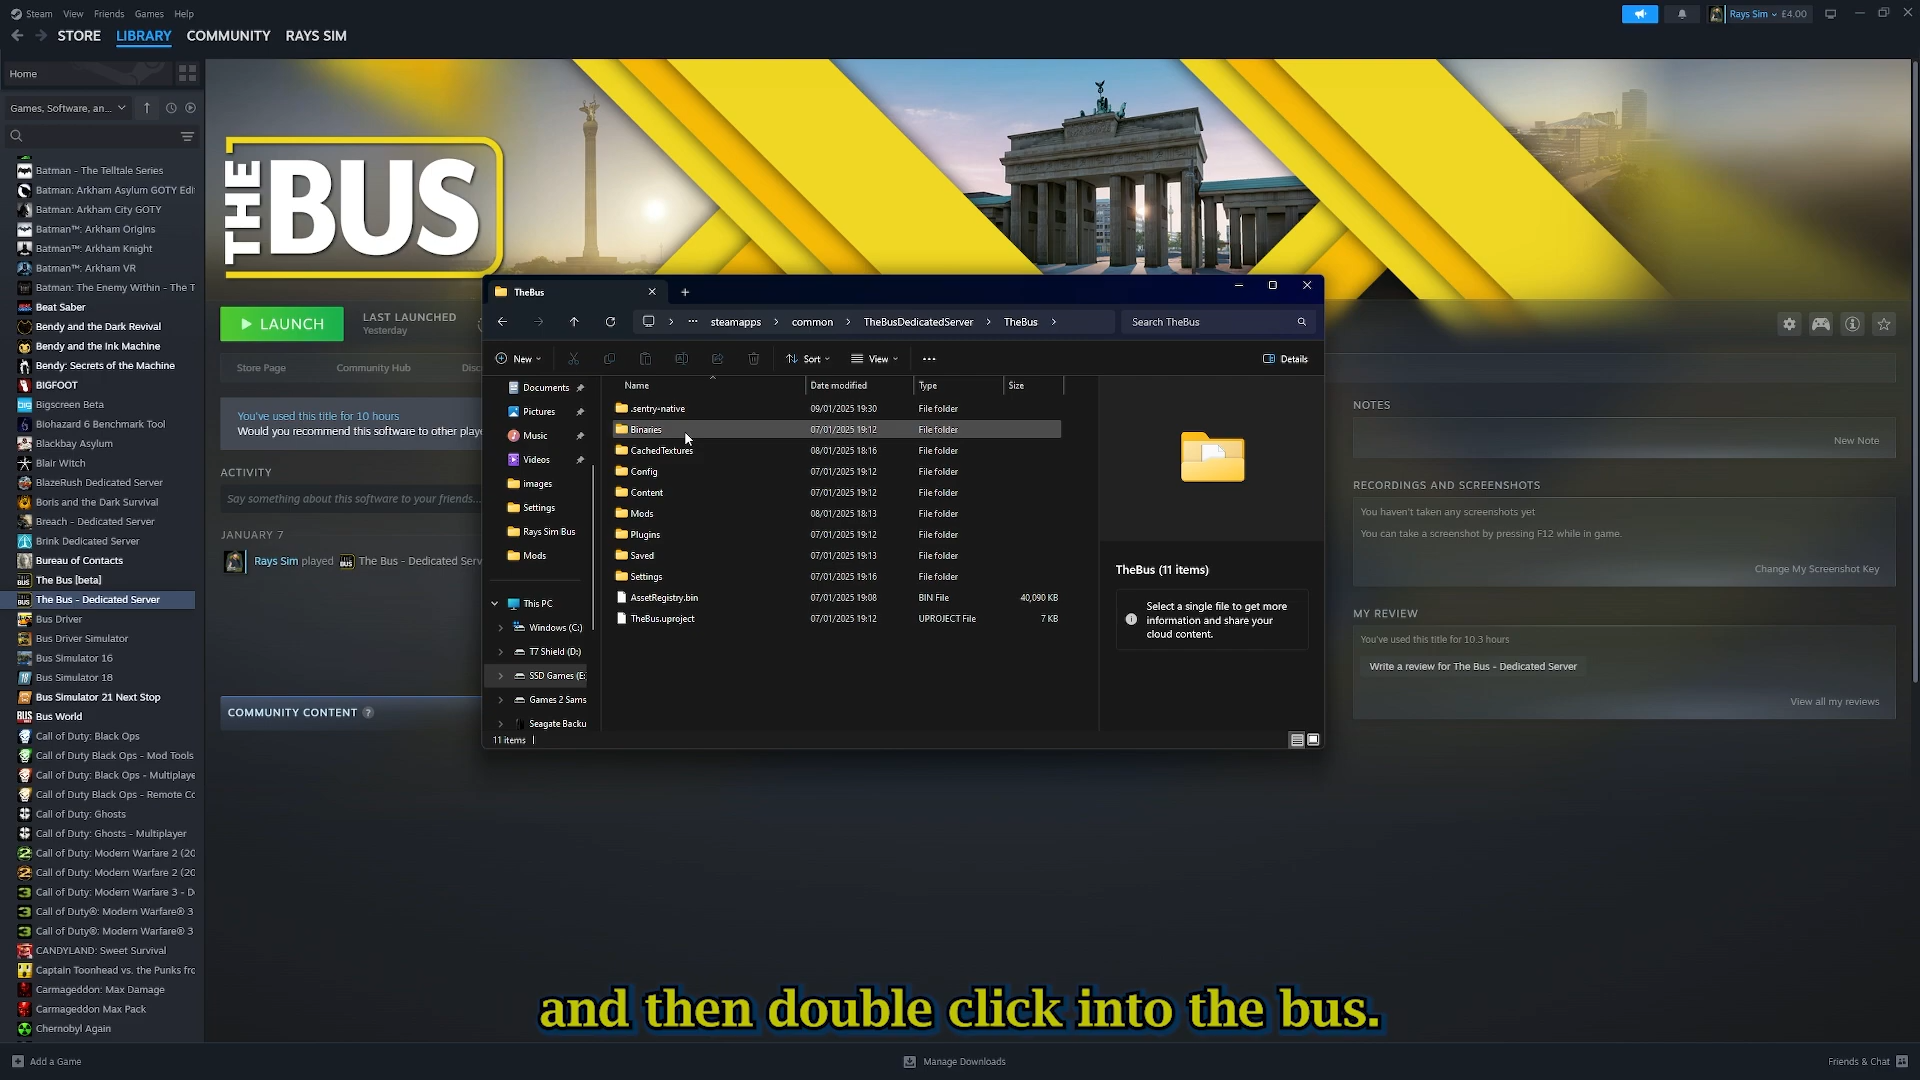 Steam View Friends Games Help
Rays Sim £4.00
STORE LIBRARY COMMUNITY RAYS SIM
Home
Games, Software, an...
Batman - The Telltale Series
Batman: Arkham Asylum GOTY Edi
Batman: Arkham City GOTY
Batman™: Arkham Origins
Batman™: Arkham Knight
Batman™: Arkham VR
Batman: The Enemy Within - The T
Beat Saber
Bendy and the Dark Revival
Bendy and the Ink Machine
Bendy: Secrets of the Machine
BIGFOOT
Bigscreen Beta
Biohazard 6 Benchmark Tool
Blackbay Asylum
Blair Witch
BlazeRush Dedicated Server
Boris and the Dark Survival
Breach - Dedicated Server
Brink Dedicated Server
Bureau of Contacts
The Bus [beta]
The Bus - Dedicated Server
Bus Driver
Bus Driver Simulator
Bus Simulator 16
Bus Simulator 18
Bus Simulator 21 Next Stop
Bus World
Call of Duty: Black Ops
Call of Duty: Black Ops - Mod Tools
Call of Duty: Black Ops - Multiplaye
Call of Duty Black Ops - Remote Cc
Call of Duty: Ghosts
Call of Duty: Ghosts - Multiplayer
Call of Duty: Modern Warfare 2 (20
Call of Duty: Modern Warfare 2 (20
Call of Duty: Modern Warfare 3 - D
Call of Duty®: Modern Warfare® 3
Call of Duty®: Modern Warfare® 3
CANDYLAND: Sweet Survival
Captain Toonhead vs. the Punks fro
Carmageddon: Max Damage
Carmageddon Max Pack
Chernobyl Again
THE BUS
LAUNCH
LAST LAUNCHED
Yesterday
Store Page Community Hub Disc
You've used this title for 10 hours
Would you recommend this software to other playe
ACTIVITY
Say something about this software to your friends...
JANUARY 7
Rays Sim played The Bus - Dedicated Serv
COMMUNITY CONTENT ?
TheBus
steamapps > common > TheBusDedicatedServer > TheBus >
Search TheBus
New Sort View ... Details
Documents
Pictures
Music
Videos
images
Settings
Rays Sim Bus
Mods
This PC
Windows (C:)
T7 Shield (D:)
SSD Games (E:
Games 2 Sams
Seagate Backu
Name Date modified Type Size
.sentry-native 09/01/2025 19:30 File folder
Binaries 07/01/2025 19:12 File folder
CachedTextures 08/01/2025 18:16 File folder
Config 07/01/2025 19:12 File folder
Content 07/01/2025 19:12 File folder
Mods 08/01/2025 18:13 File folder
Plugins 07/01/2025 19:12 File folder
Saved 07/01/2025 19:13 File folder
Settings 07/01/2025 19:16 File folder
AssetRegistry.bin 07/01/2025 19:08 BIN File 40,090 KB
TheBus.uproject 07/01/2025 19:12 UPROJECT File 7 KB
TheBus (11 items)
Select a single file to get more
information and share your
cloud content.
11 items
NOTES
New Note
RECORDINGS AND SCREENSHOTS
You haven't taken any screenshots yet
You can take a screenshot by pressing F12 while in game.
Change My Screenshot Key
MY REVIEW
You've used this title for 10.3 hours
Write a review for The Bus - Dedicated Server
View all my reviews
and then double click into the bus.
Add a Game
Manage Downloads
Friends & Chat